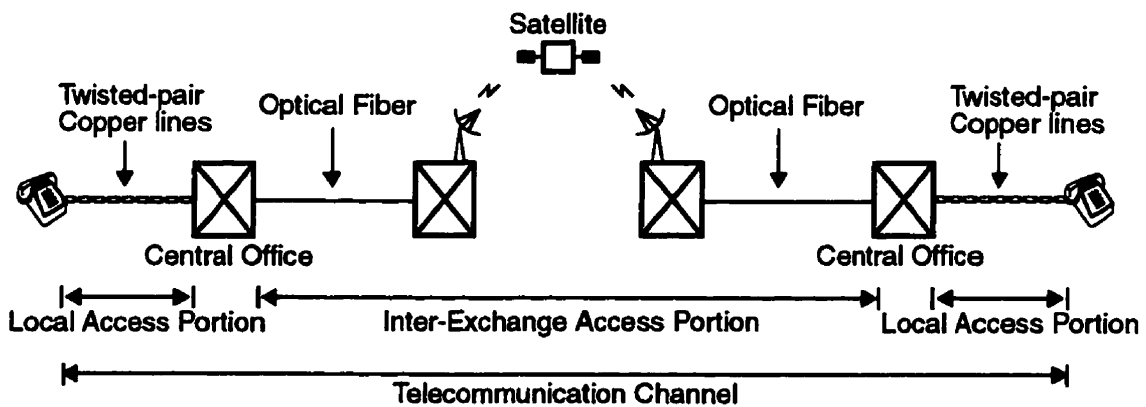 Satellite
Twisted-pair
Copper lines
Optical Fiber
Optical Fiber
Twisted-pair
Copper lines
Central Office
Central Office
Local Access Portion
Inter-Exchange Access Portion
Local Access Portion
Telecommunication Channel